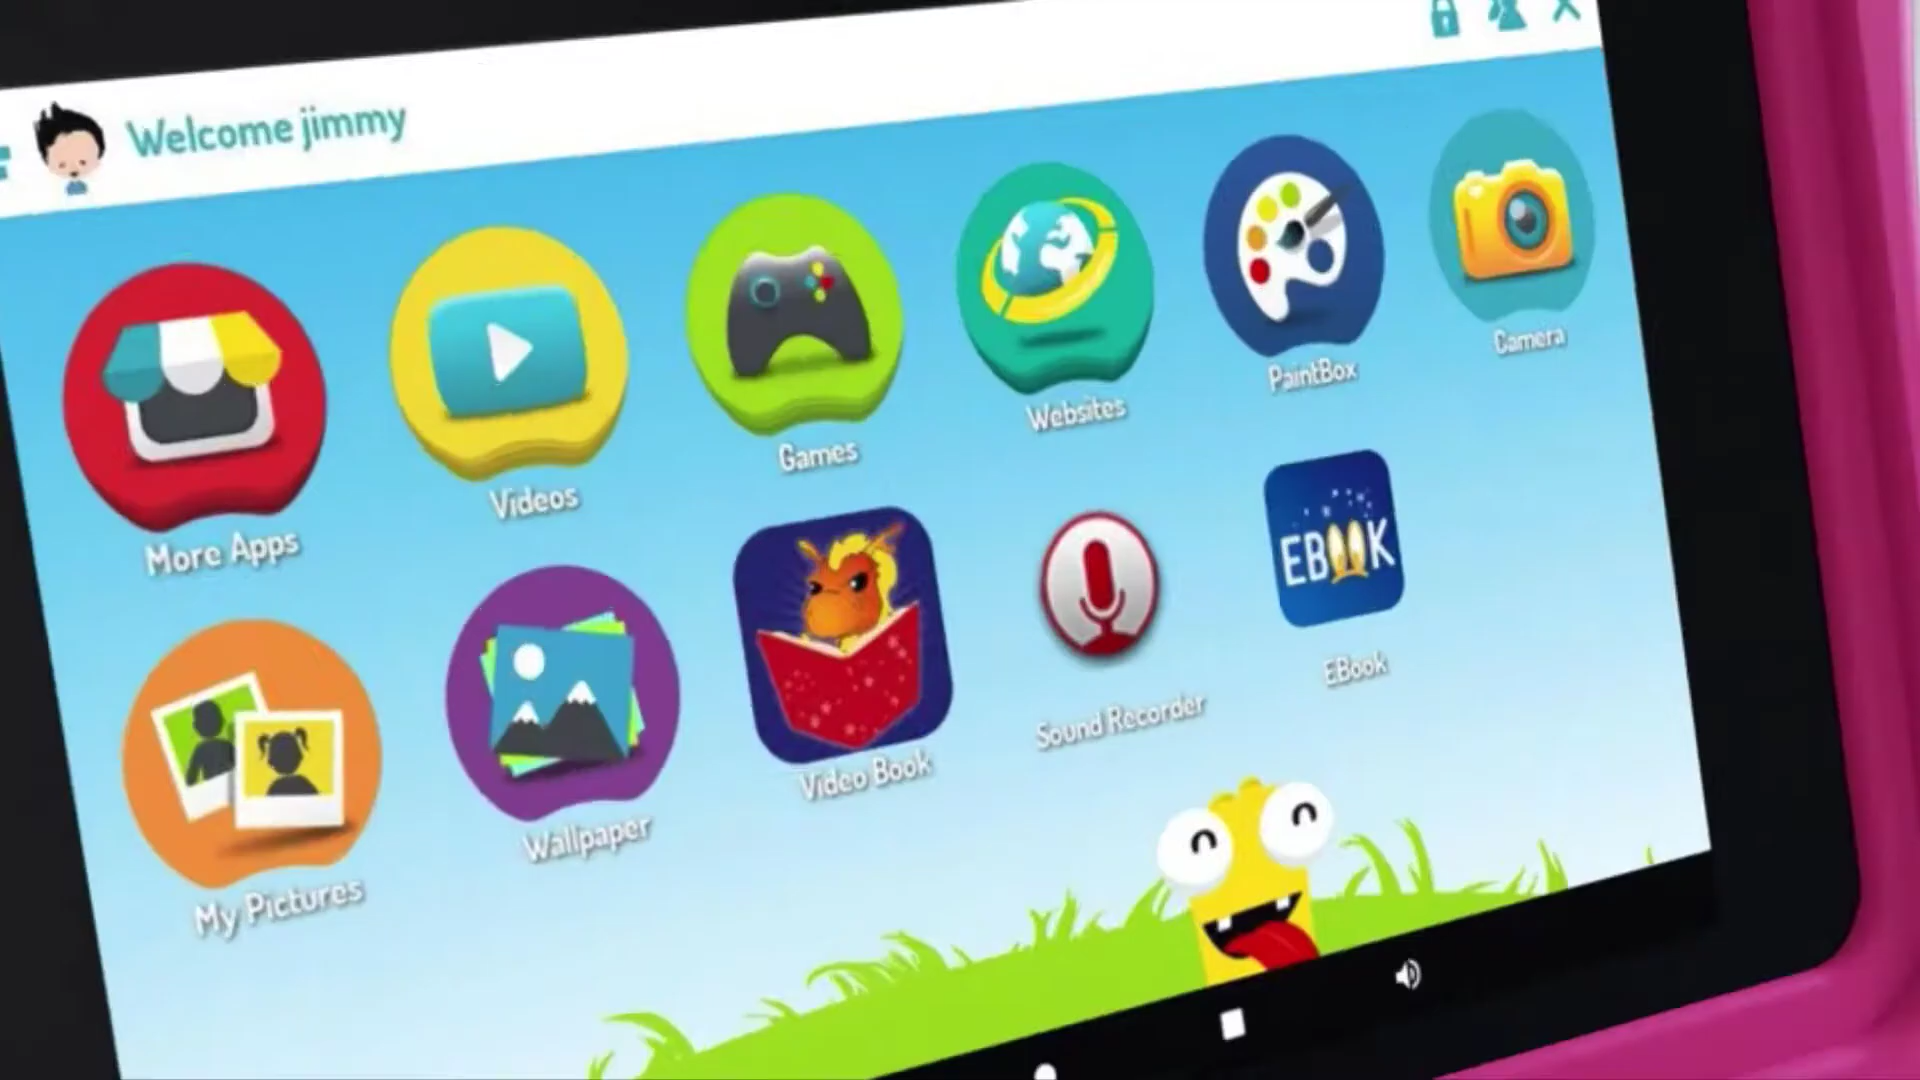 Welcome jimmy
More Apps
Videos
Games
Websites
PaintBox
Camera
My Pictures
Wallpaper
Video Book
Sound Recorder
EBOOK
EBook